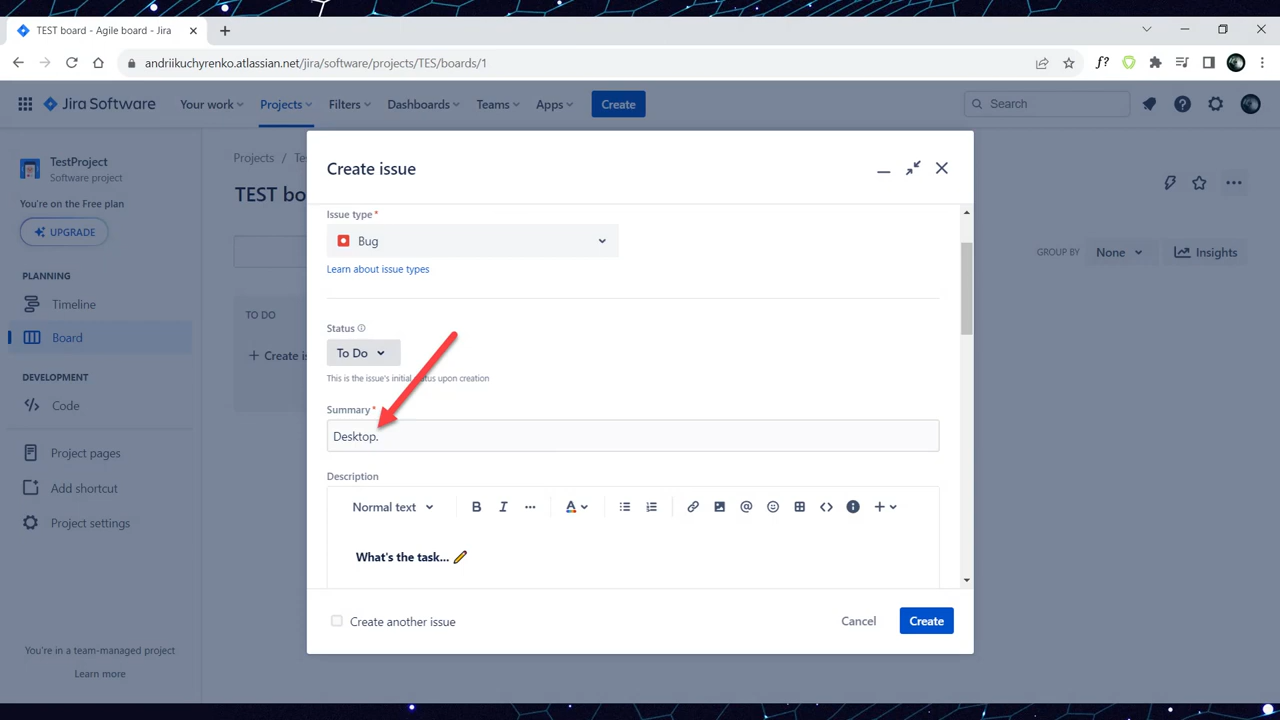 TEST board - Agile board - Jira
andriikuchyrenko.atlassian.net/jira/software/projects/TES/boards/1
f?
Jira Software
Your work
Projects
Filters
Dashboards
Teams
Apps
Create
Search
TestProject
Software project
You're on the Free plan
UPGRADE
PLANNING
Timeline
Board
DEVELOPMENT
Code
Project pages
Add shortcut
Project settings
You're in a team-managed project
Learn more
Projects / Te
TEST bo
GROUP BY None
Insights
TO DO
+ Create is
Create issue
Issue type*
Bug
Learn about issue types
Status
To Do
This is the issue's initial status upon creation
Summary*
Desktop.
Description
Normal text
B I ... A @ <> +
What's the task...
Create another issue
Cancel
Create